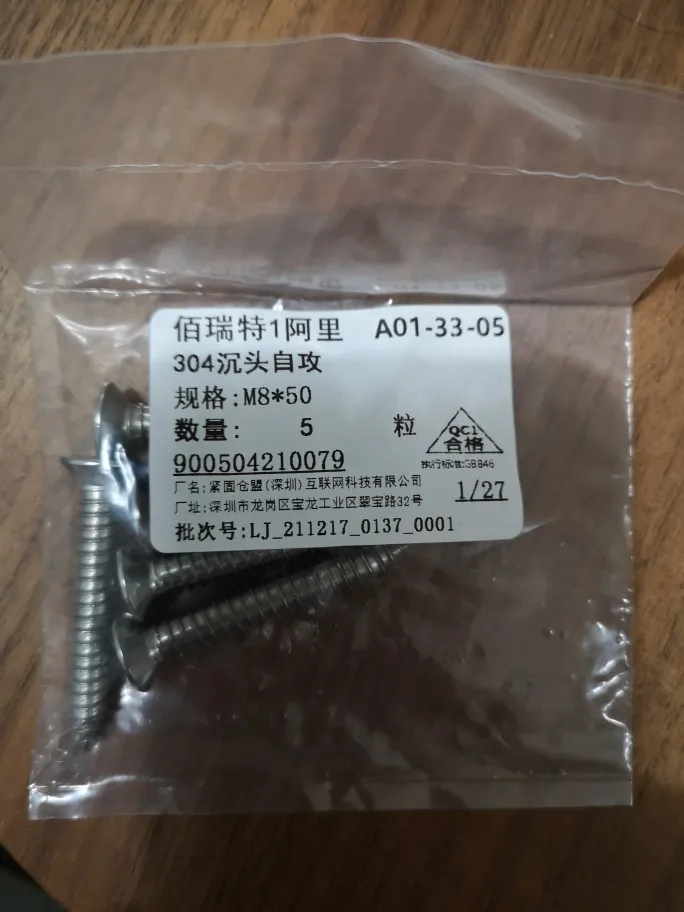 佰瑞特1阿里 A01-33-05
304沉头自攻
规格:M8*50
数量: 5 粒
QC1
合格
执行标准:GB846
900504210079
厂名:紧固仓盟(深圳)互联网科技有限公司
1/27
厂址:深圳市龙岗区宝龙工业区翠宝路32号
批次号:LJ_211217_0137_0001